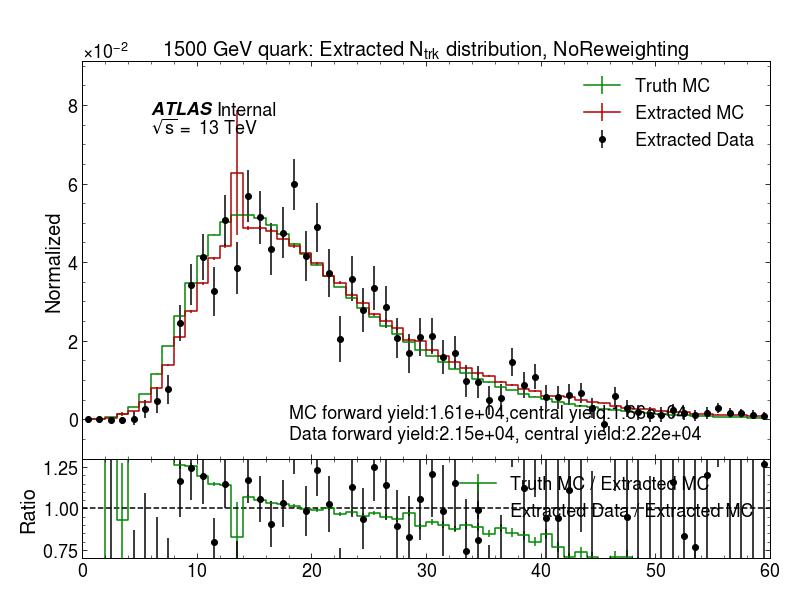 ×10⁻² 1500 GeV quark: Extracted N_trk distribution, NoReweighting
Truth MC
Extracted MC
Extracted Data
ATLAS Internal
√s = 13 TeV
Normalized
8
6
4
2
0
MC forward yield:1.61e+04,central yield:
Data forward yield:2.15e+04, central yield:2.22e+04
Ratio
1.25
1.00
0.75
Truth MC / Extracted MC
Extracted Data / Extracted MC
0 10 20 30 40 50 60